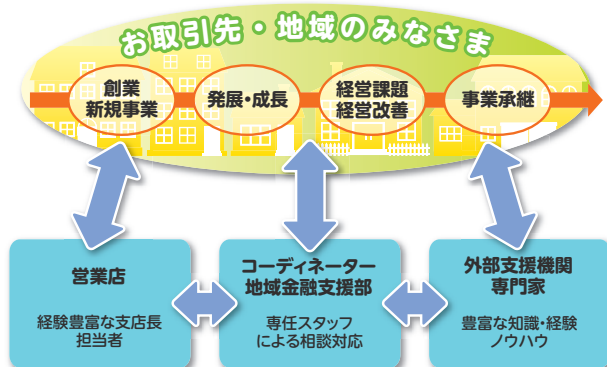 お取引先・地域のみなさま
創業
新規事業
発展・成長
経営課題
経営改善
事業承継
営業店
経験豊富な支店長
担当者
コーディネーター
地域金融支援部
専任スタッフ
による相談対応
外部支援機関
専門家
豊富な知識・経験
ノウハウ